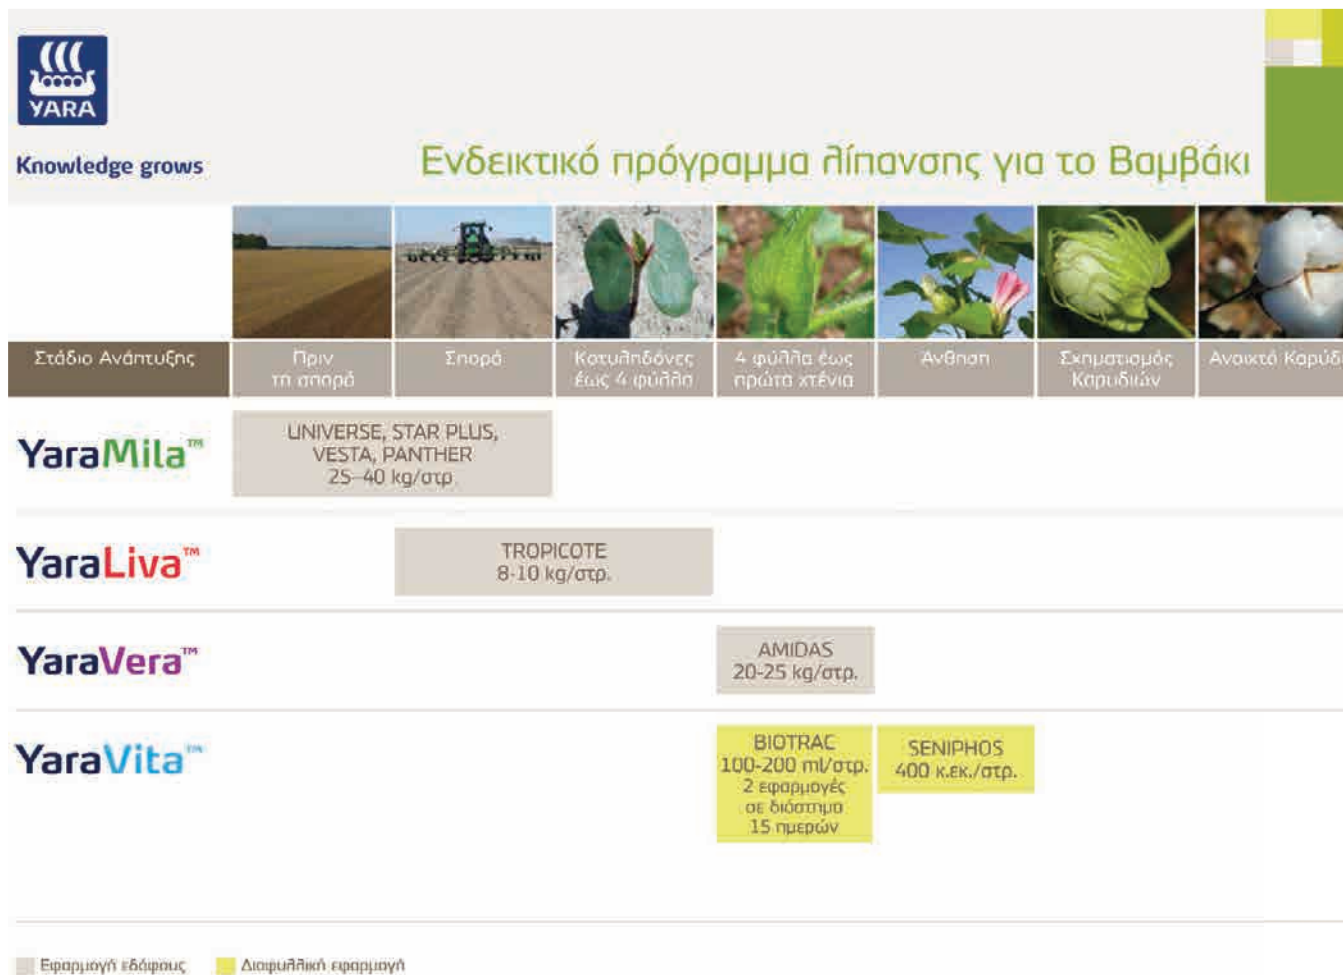 YARA
Knowledge grows
Ενδεικτικό πρόγραμμα λίπανσης για το Βαμβάκι
Στάδιο Ανάπτυξης
Πριν
τη σπορά
Σπορά
Κοτυληδόνες
έως 4 φύλλα
4 φύλλα έως
πρώτα χτένια
Ανθηση
Σχηματισμός
Καρυδιών
Ανοιχτό Καρύδ
YaraMila™
UNIVERSE, STAR PLUS,
VESTA, PANTHER
25-40 kg/στρ
YaraLiva™
TROPICOTE
8-10 kg/στρ.
YaraVera™
AMIDAS
20-25 kg/στρ.
YaraVita™
BIOTRAC
100-200 ml/στρ.
2 εφαρμογές
σε διάστημα
15 ημερών
SENIPHOS
400 κ.εκ./στρ.
Εφαρμογή εδάφους
Διαφυλλική εφαρμογή